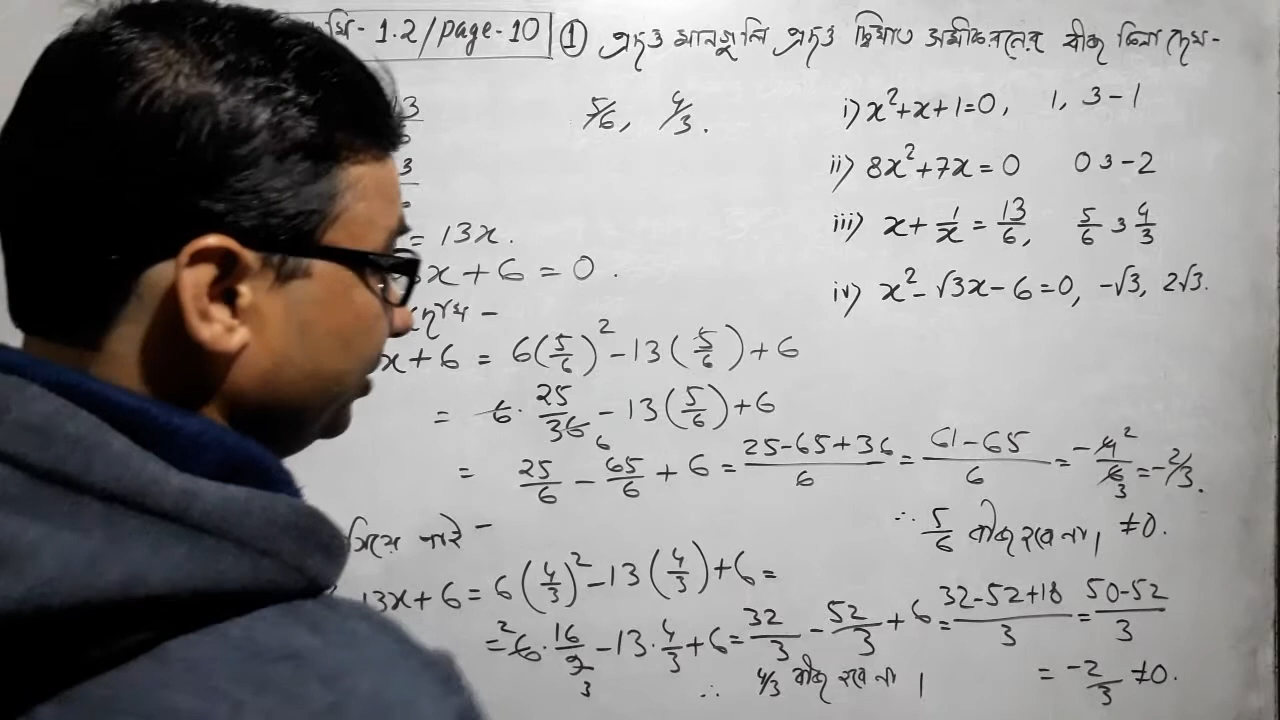 - 1.2/page-10 ① প্রদত্ত মানগুলি প্রদত্ত দ্বিঘাত সমীকরণের বীজ কিনা দেখ-
13
5/6, 4/3.
i) x²+x+1=0, 1, ও -1
ii) 8x²+7x=0 0 ও -2
iii) x+1/x=13/6, 5/6 ও 4/3
iv) x²-√3x-6=0, -√3, 2√3.
= 13x.
x+6=0.
x+6 = 6(5/6)²-13(5/6)+6
= 6·25/36-13(5/6)+6
= 25/6-65/6+6=(25-65+36)/6=(61-65)/6=-4/6=-2/3.
∴ 5/6 বীজ হবে না। ≠0.
পারে -
13x+6=6(4/3)²-13(4/3)+6=
=6·16/9-13·4/3+6=32/3-52/3+6=(32-52+18)/3=(50-52)/3
∴ 4/3 বীজ হবে না।
=-2/3≠0.